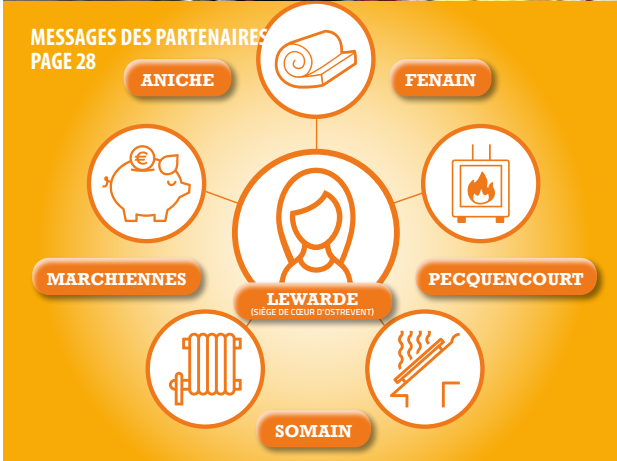 MESSAGES DES PARTENAIRES
PAGE 28
ANICHE
FENAIN
€
MARCHIENNES
PECQUENCOURT
LEWARDE
(SIÈGE DE CŒUR D'OSTREVENT)
SOMAIN